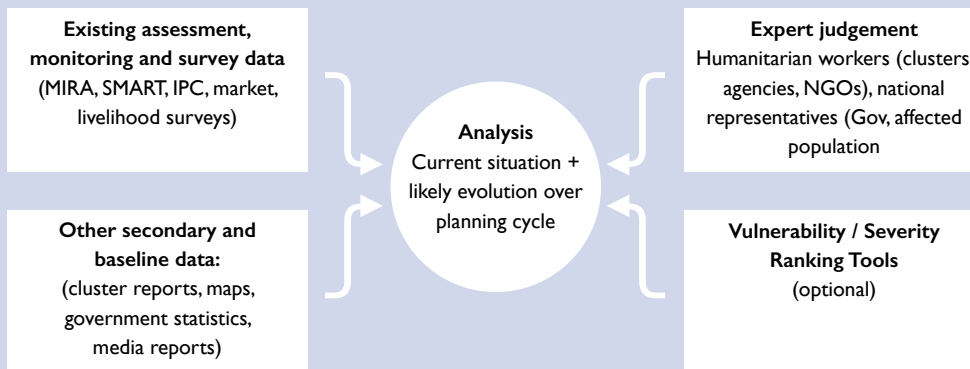 Existing assessment,
monitoring and survey data
(MIRA, SMART, IPC, market,
livelihood surveys)
Other secondary and
baseline data:
(cluster reports, maps,
government statistics,
media reports)
Analysis
Current situation +
likely evolution over
planning cycle
Expert judgement
Humanitarian workers (clusters
agencies, NGOs), national
representatives (Gov, affected
population
Vulnerability / Severity
Ranking Tools
(optional)